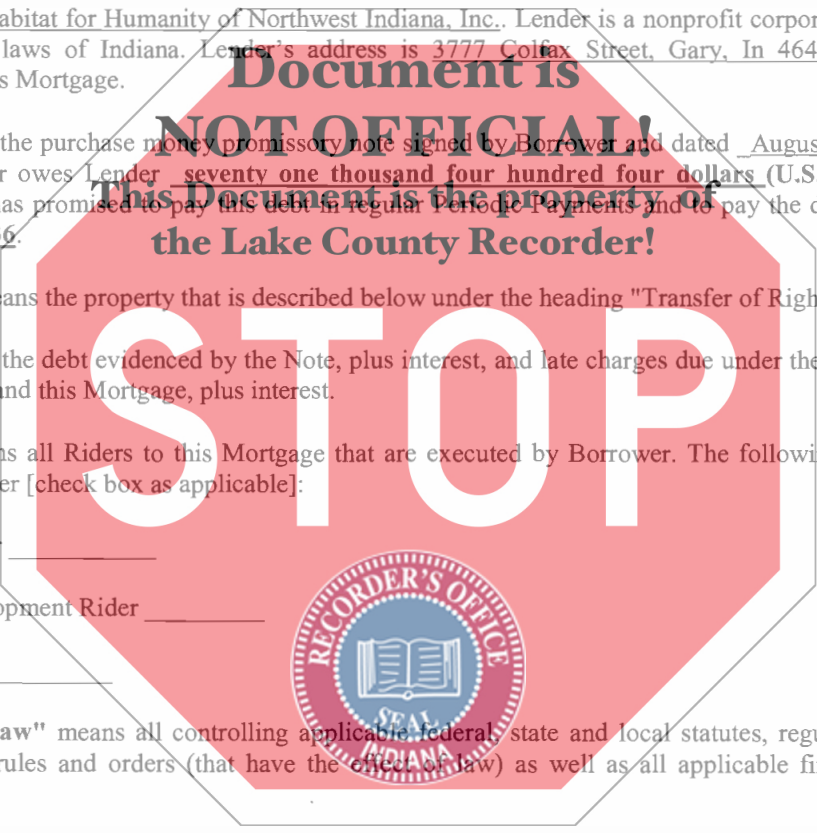 abitat for Humanity of Northwest Indiana, Inc.. Lender is a nonprofit corpor
laws of Indiana. Lender's address is 3777 Colfax Street, Gary, In 464
s Mortgage.
Document is
NOT OFFICIAL!
the purchase money promissory note signed by Borrower and dated _Augus
r owes Lender seventy one thousand four hundred four dollars (U.S.
This Document is the property of
as promised to pay this debt in regular Periodic Payments and to pay the d
the Lake County Recorder!
6.
eans the property that is described below under the heading "Transfer of Righ
the debt evidenced by the Note, plus interest, and late charges due under the
and this Mortgage, plus interest.
STOP
ns all Riders to this Mortgage that are executed by Borrower. The followi
er [check box as applicable]:
RECORDER'S OFFICE
opment Rider
SEAL
INDIANA
aw" means all controlling applicable federal, state and local statutes, regu
rules and orders (that have the effect of law) as well as all applicable fi